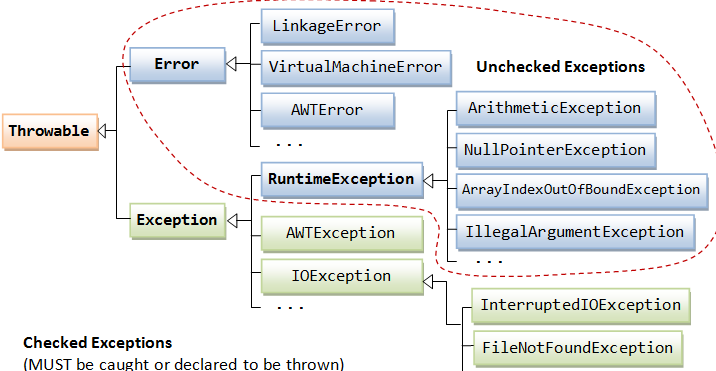 LinkageError
Error
VirtualMachineError
Unchecked Exceptions
AWTError
ArithmeticException
Throwable
...
NullPointerException
RuntimeException
ArrayIndexOutOfBoundException
Exception
AWTException
IllegalArgumentException
...
IOException
...
InterruptedIOException
FileNotFoundException
Checked Exceptions
(MUST be caught or declared to be thrown)